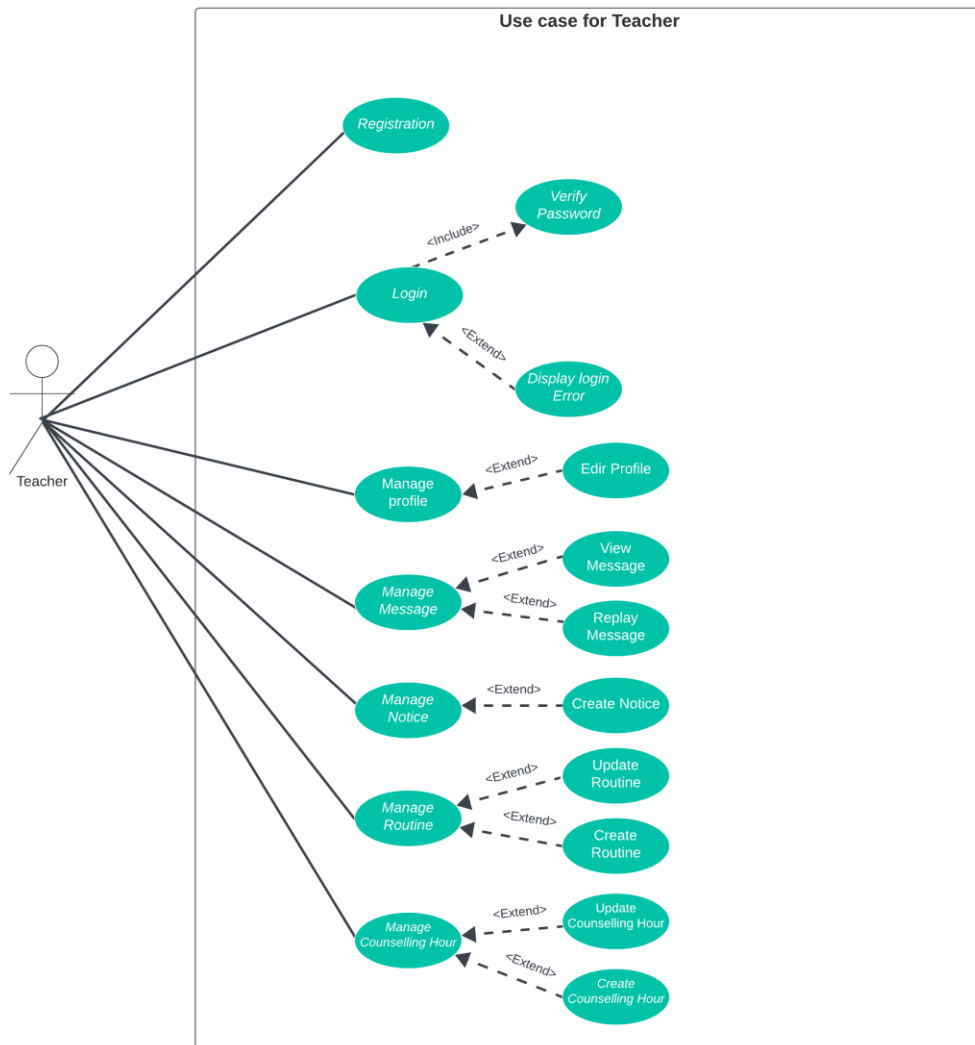 Use case for Teacher
Registration
Verify
Password
<Include>
Login
<Extend>
Display login
Error
Teacher
Manage
profile
<Extend>
Edir Profile
Manage
Message
<Extend>
View
Message
<Extend>
Replay
Message
Manage
Notice
<Extend>
Create Notice
Manage
Routine
<Extend>
Update
Routine
<Extend>
Create
Routine
Manage
Counselling Hour
<Extend>
Update
Counselling Hour
<Extend>
Create
Counselling Hour